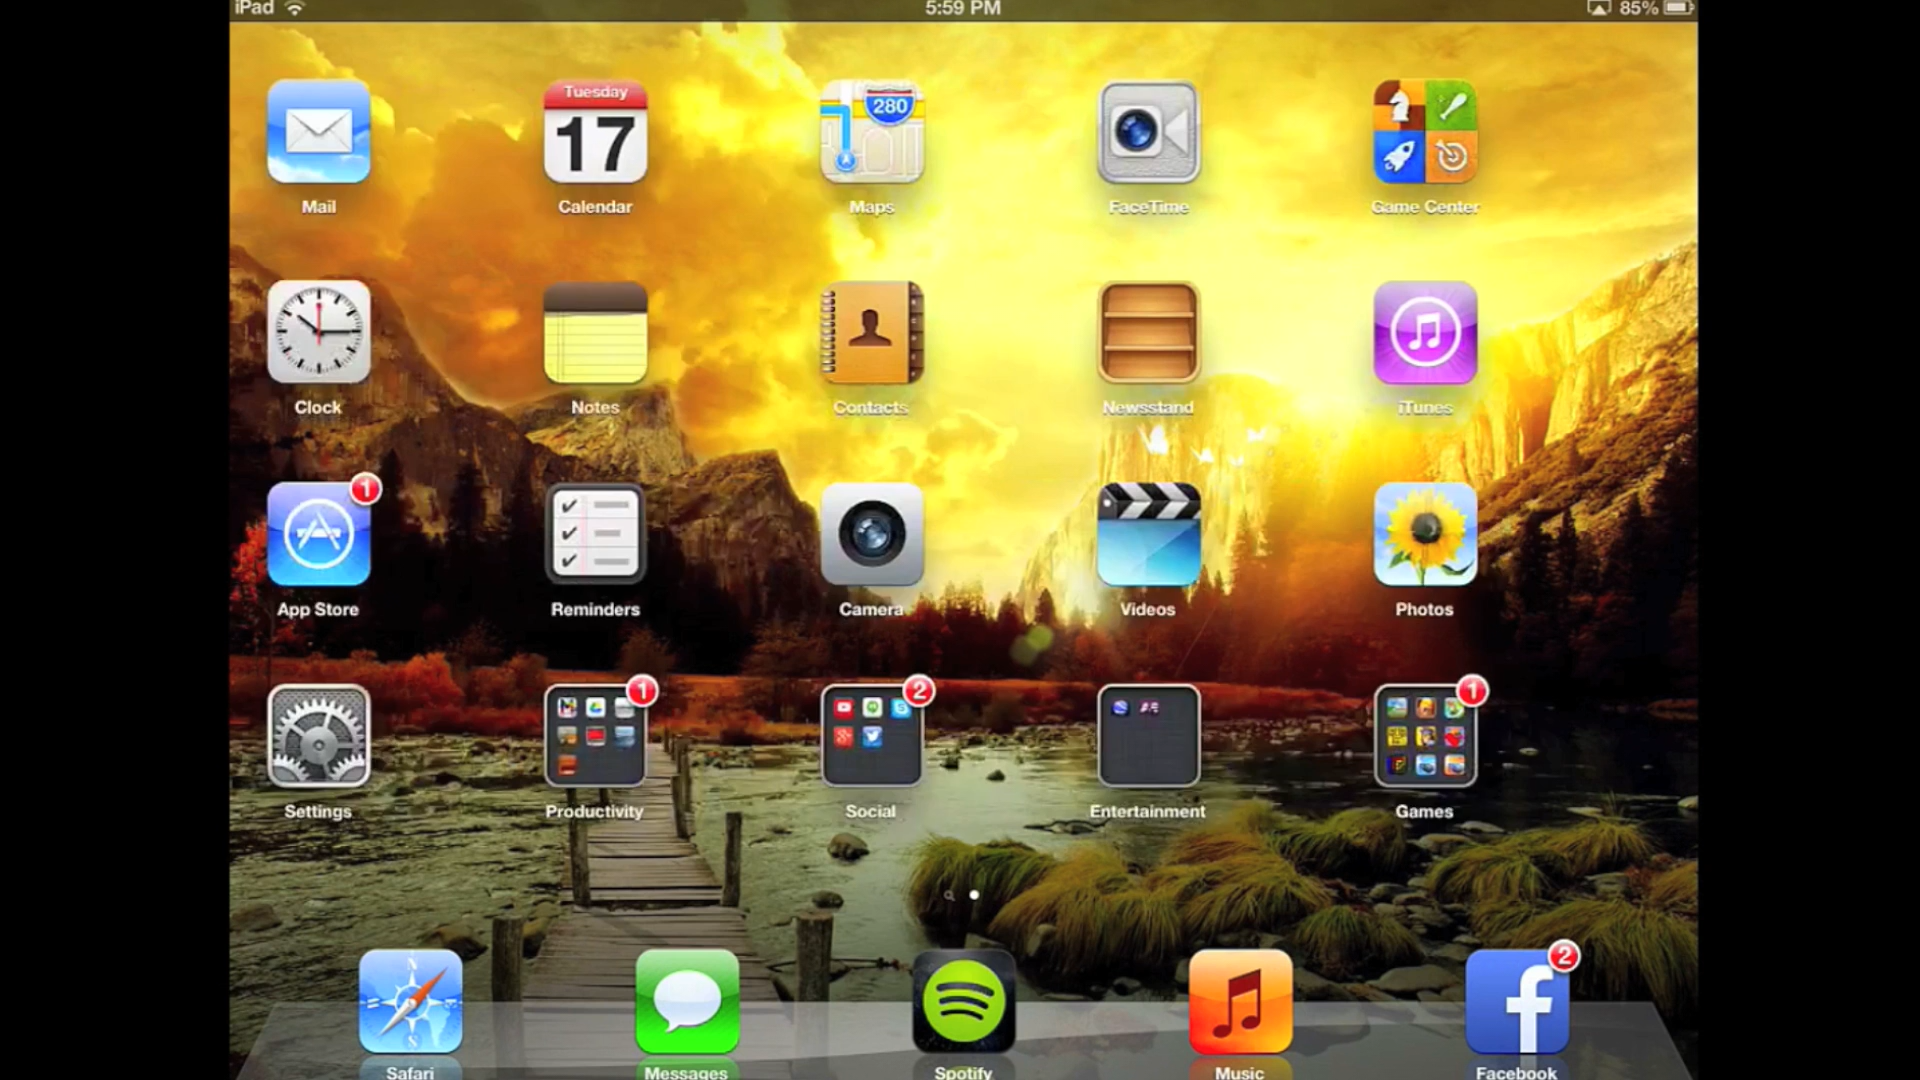 iPad 5:59 PM 85%
Tuesday
17
280
Mail Calendar Maps FaceTime Game Center
Clock Notes Contacts Newsstand iTunes
1
App Store Reminders Camera Videos Photos
1 2 1
Settings Productivity Social Entertainment Games
2
Safari Messages Spotify Music Facebook